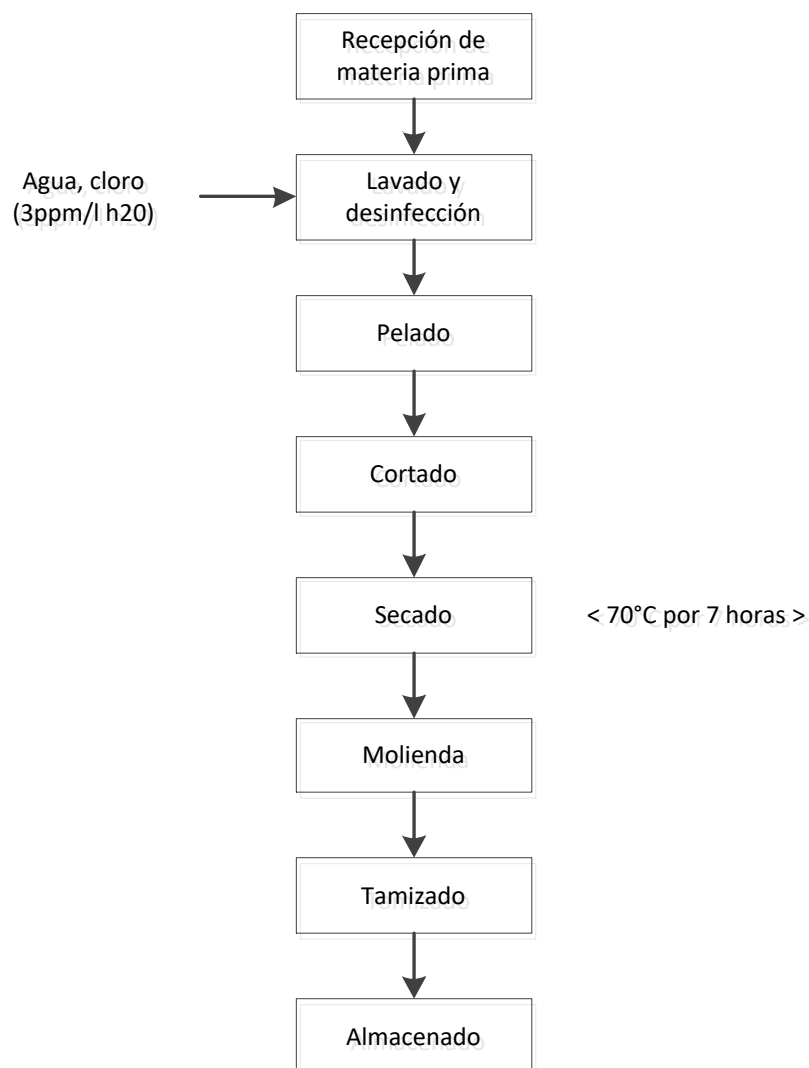 Recepción de
materia prima
Agua, cloro
(3ppm/l h20)
Lavado y
desinfección
Pelado
Cortado
Secado
< 70°C por 7 horas >
Molienda
Tamizado
Almacenado